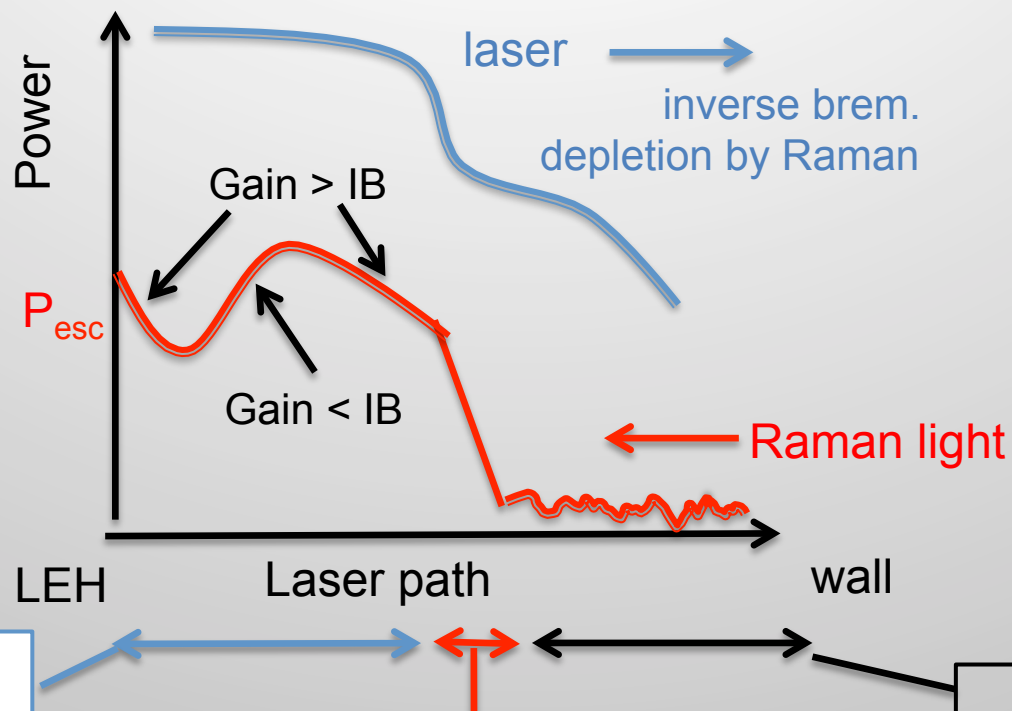 Power
laser
inverse brem.
depletion by Raman
Gain > IB
Pesc
Gain < IB
Raman light
LEH
Laser path
wall